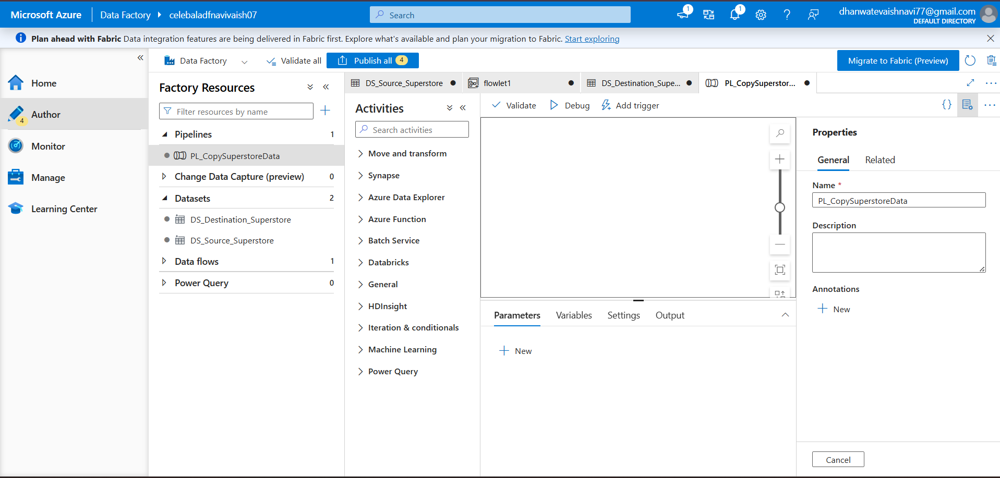 Microsoft Azure
Data Factory
celebaladfnavivaish07
Search
1
1
dhanwatevaishnavi77@gmail.com
DEFAULT DIRECTORY
Plan ahead with Fabric Data integration features are being delivered in Fabric first. Explore what's available and plan your migration to Fabric. Start exploring
Home
Author
4
Monitor
Manage
Learning Center
Data Factory
Validate all
Publish all 4
Migrate to Fabric (Preview)
Factory Resources
Filter resources by name
Pipelines 1
PL_CopySuperstoreData
Change Data Capture (preview) 0
Datasets 2
DS_Destination_Superstore
DS_Source_Superstore
Data flows 1
Power Query 0
DS_Source_Superstore
flowlet1
DS_Destination_Supe...
PL_CopySuperstor...
Activities
Search activities
Move and transform
Synapse
Azure Data Explorer
Azure Function
Batch Service
Databricks
General
HDInsight
Iteration & conditionals
Machine Learning
Power Query
Validate
Debug
Add trigger
Parameters
Variables
Settings
Output
New
Properties
General
Related
Name *
PL_CopySuperstoreData
Description
Annotations
New
Cancel